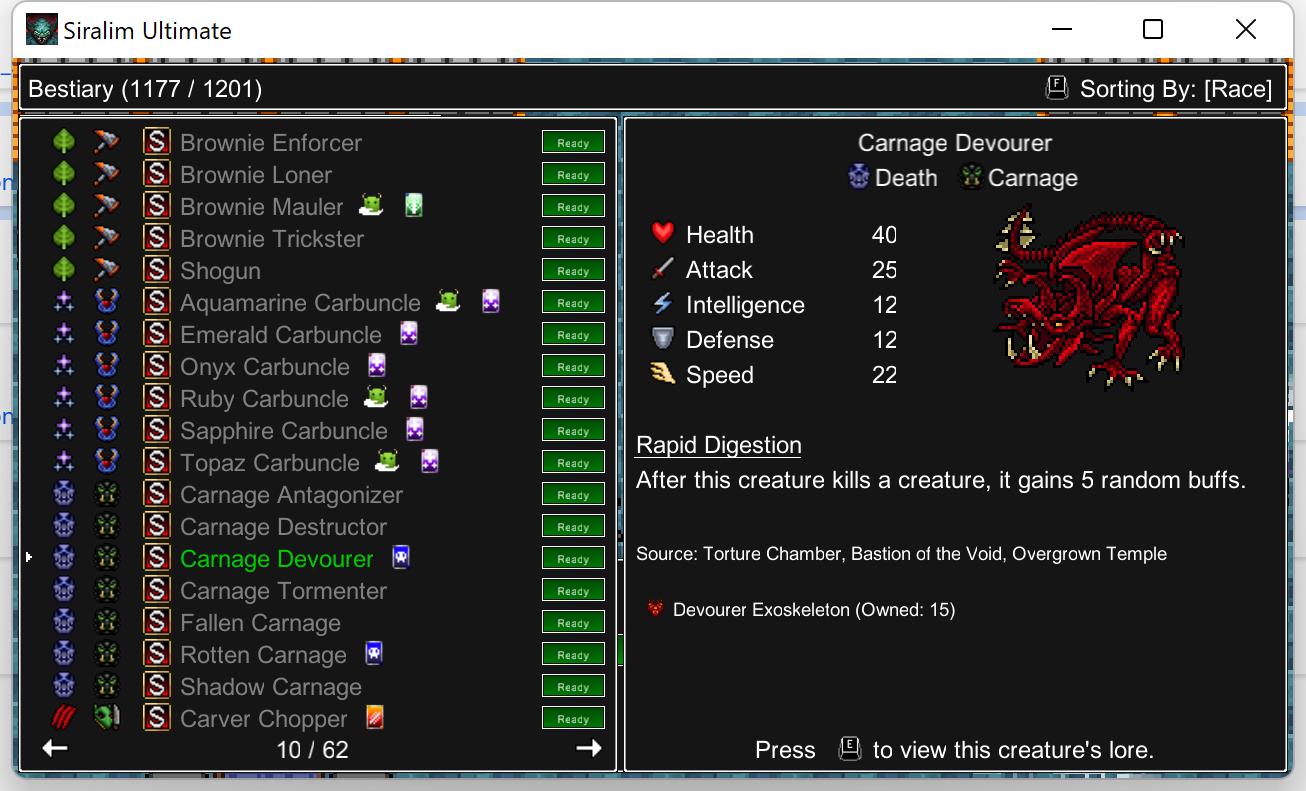 Siralim Ultimate
Bestiary (1177 / 1201)
F Sorting By: [Race]
S Brownie Enforcer Ready
S Brownie Loner Ready
S Brownie Mauler Ready
S Brownie Trickster Ready
S Shogun Ready
S Aquamarine Carbuncle Ready
S Emerald Carbuncle Ready
S Onyx Carbuncle Ready
S Ruby Carbuncle Ready
S Sapphire Carbuncle Ready
S Topaz Carbuncle Ready
S Carnage Antagonizer Ready
S Carnage Destructor Ready
S Carnage Devourer Ready
S Carnage Tormenter Ready
S Fallen Carnage Ready
S Rotten Carnage Ready
S Shadow Carnage Ready
S Carver Chopper Ready
10 / 62
Carnage Devourer
Death Carnage
Health 40
Attack 25
Intelligence 12
Defense 12
Speed 22
Rapid Digestion
After this creature kills a creature, it gains 5 random buffs.
Source: Torture Chamber, Bastion of the Void, Overgrown Temple
Devourer Exoskeleton (Owned: 15)
Press E to view this creature's lore.